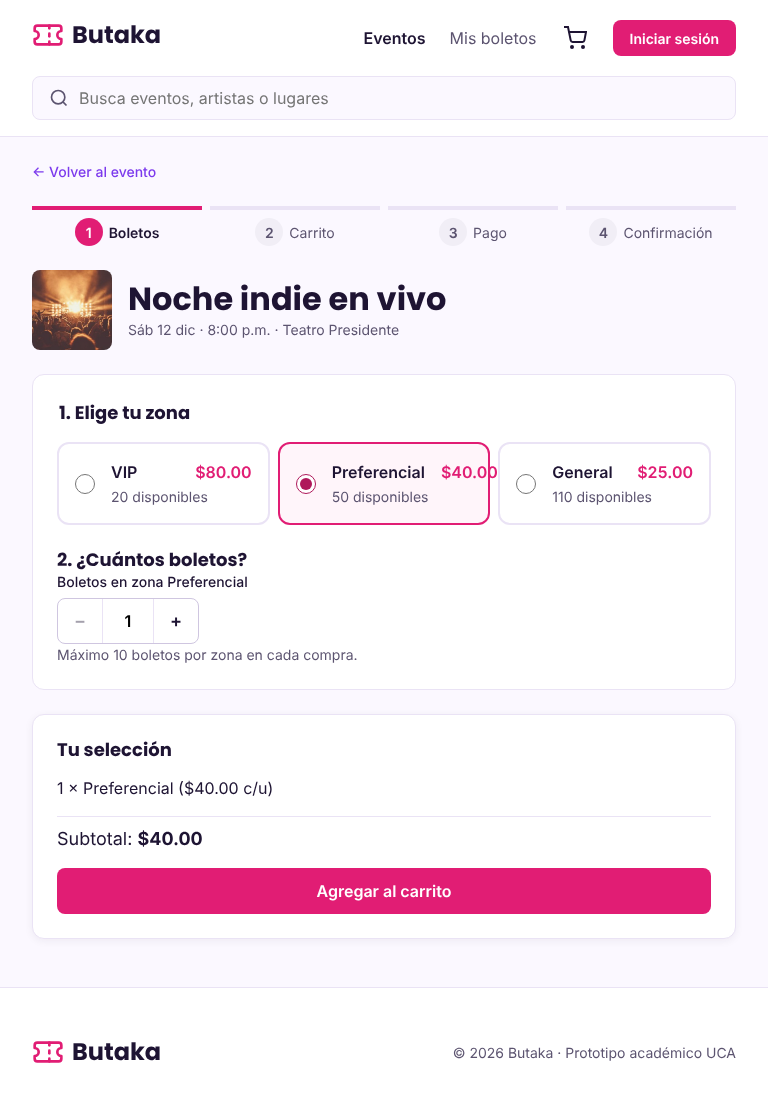 Butaka
Eventos
Mis boletos
Iniciar sesión
Busca eventos, artistas o lugares
← Volver al evento
1 Boletos
2 Carrito
3 Pago
4 Confirmación
Noche indie en vivo
Sáb 12 dic · 8:00 p.m. · Teatro Presidente
1. Elige tu zona
VIP $80.00
20 disponibles
Preferencial $40.00
50 disponibles
General $25.00
110 disponibles
2. ¿Cuántos boletos?
Boletos en zona Preferencial
− 1 +
Máximo 10 boletos por zona en cada compra.
Tu selección
1 × Preferencial ($40.00 c/u)
Subtotal: $40.00
Agregar al carrito
Butaka
© 2026 Butaka · Prototipo académico UCA